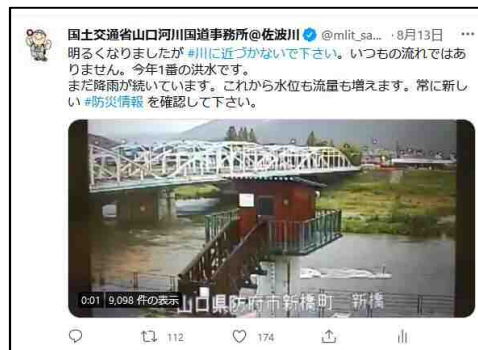 国土交通省山口河川国道事務所@佐波川 @mlit_sa... ・8月13日 ・・・
明るくなりましたが #川に近づかないで下さい。いつもの流れではあ
りません。今年1番の洪水です。
まだ降雨が続いています。これから水位も流量も増えます。常に新し
い #防災情報 を確認して下さい。
山口県防府市新橋町 新橋
0:01 9,098 件の表示
112 174